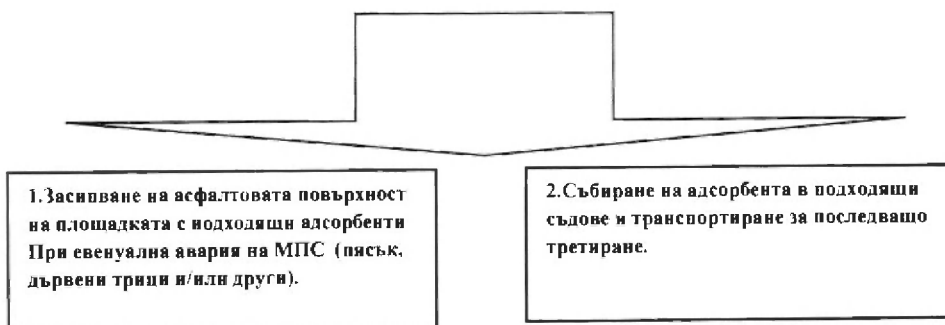 1.Засипване на асфалтовата повърхност
на площадката с подходящи адсорбенти
При евенуална авария на МПС (пясък,
дървени трици и/или други).
2.Събиране на адсорбента в подходящи
съдове и транспортиране за последващо
третиране.